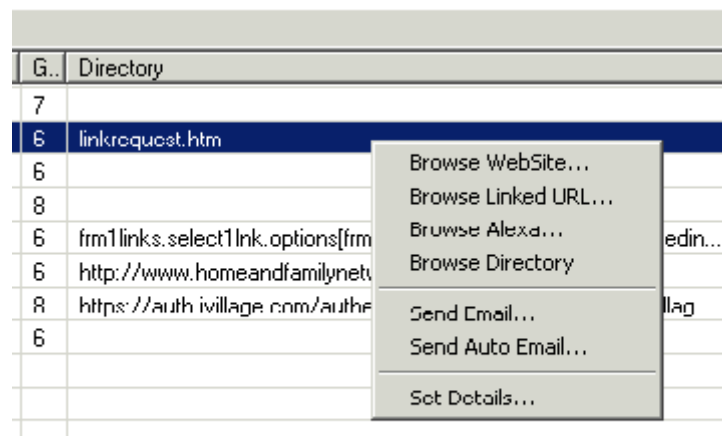 G.. Directory
7
6 linkrequest.htm
6
8
6 frm1links.select1lnk.options[frm edin...
6 http://www.homeandfamilynetw
8 https://auth.ivillage.com/authe llag
6
Browse WebSite...
Browse Linked URL...
Browse Alexa...
Browse Directory
Send Email...
Send Auto Email...
Set Details...